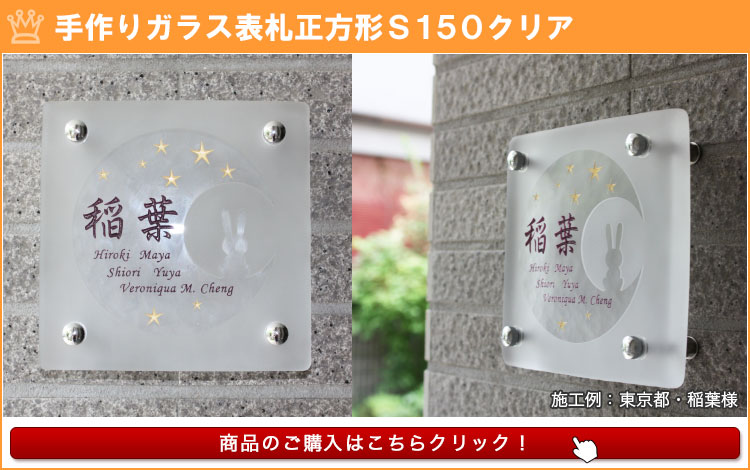 手作りガラス表札正方形Ｓ１５０クリア
稲葉
Hiroki Maya
Shiori Yuya
Veroniqua M. Cheng
稲葉
Hiroki Maya
Shiori Yuya
Veroniqua M. Cheng
施工例：東京都・稲葉様
商品のご購入はこちらクリック！